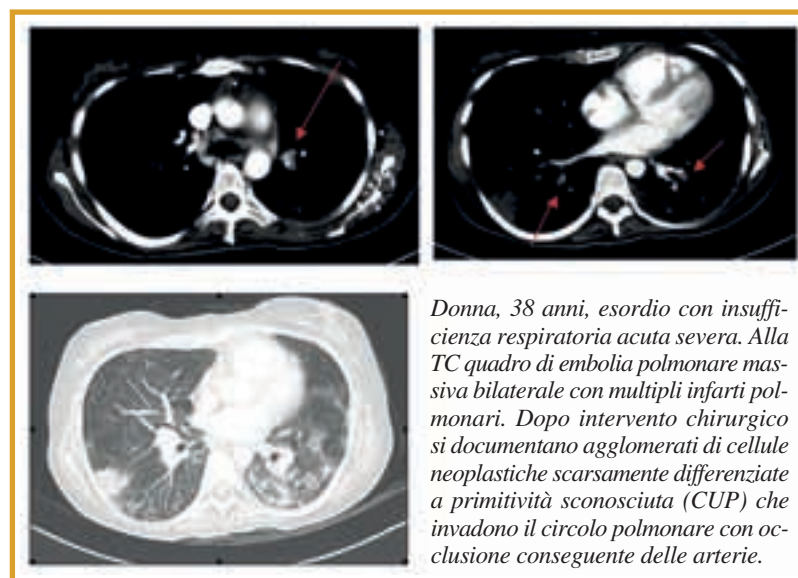 Donna, 38 anni, esordio con insuffi-
cienza respiratoria acuta severa. Alla
TC quadro di embolia polmonare mas-
siva bilaterale con multipli infarti pol-
monari. Dopo intervento chirurgico
si documentano agglomerati di cellule
neoplastiche scarsamente differenziate
a primitività sconosciuta (CUP) che
invadono il circolo polmonare con oc-
clusione conseguente delle arterie.